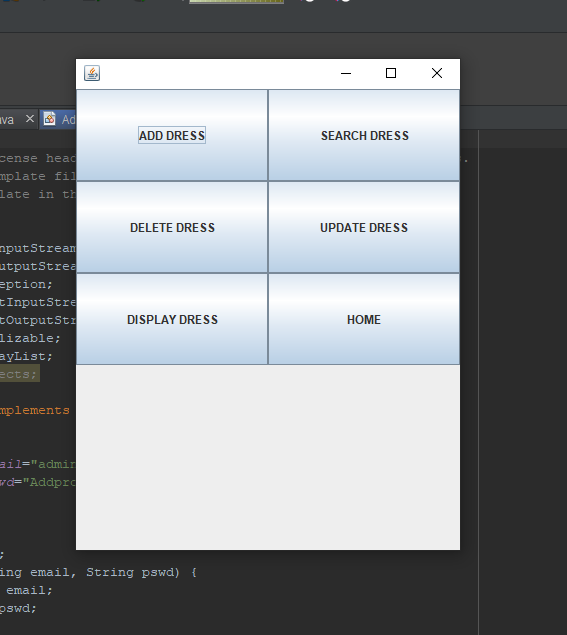 ADD DRESS
SEARCH DRESS
DELETE DRESS
UPDATE DRESS
DISPLAY DRESS
HOME
ava
Ad
cense head
.
mplate fil
late in th
nputStream
utputStrea
eption;
tInputStre
tOutputStr
lizable;
ayList;
ects;
mplements
ail="admin
wd="Addpro
;
ing email, String pswd) {
email;
pswd;